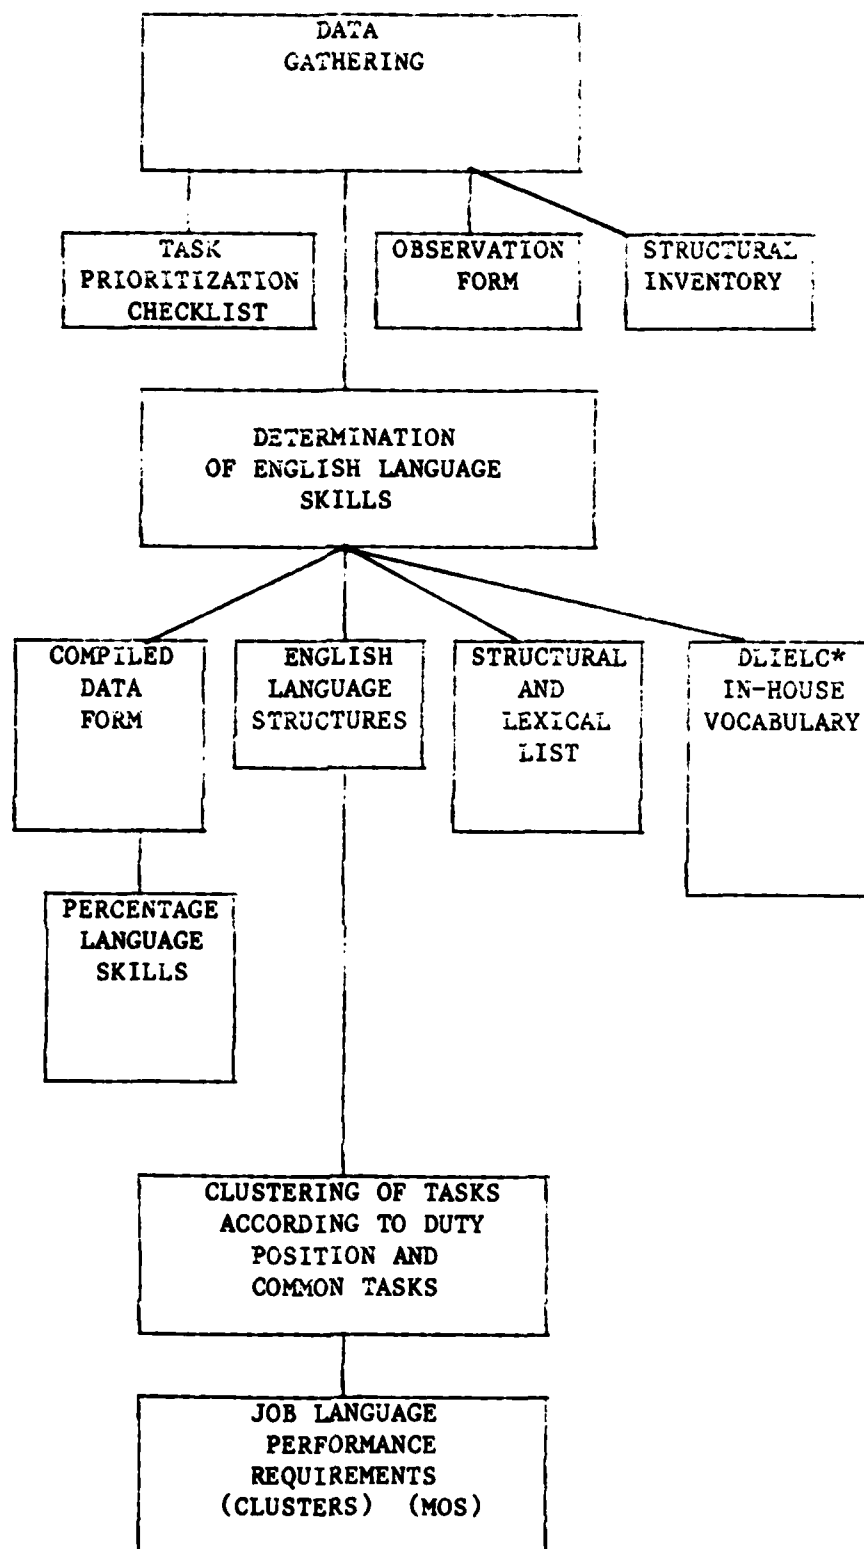 DATA
GATHERING
TASK
PRIORITIZATION
CHECKLIST
OBSERVATION
FORM
STRUCTURAL
INVENTORY
DETERMINATION
OF ENGLISH LANGUAGE
SKILLS
COMPILED
DATA
FORM
ENGLISH
LANGUAGE
STRUCTURES
STRUCTURAL
AND
LEXICAL
LIST
DLIELC*
IN-HOUSE
VOCABULARY
PERCENTAGE
LANGUAGE
SKILLS
CLUSTERING OF TASKS
ACCORDING TO DUTY
POSITION AND
COMMON TASKS
JOB LANGUAGE
PERFORMANCE
REQUIREMENTS
(CLUSTERS) (MOS)